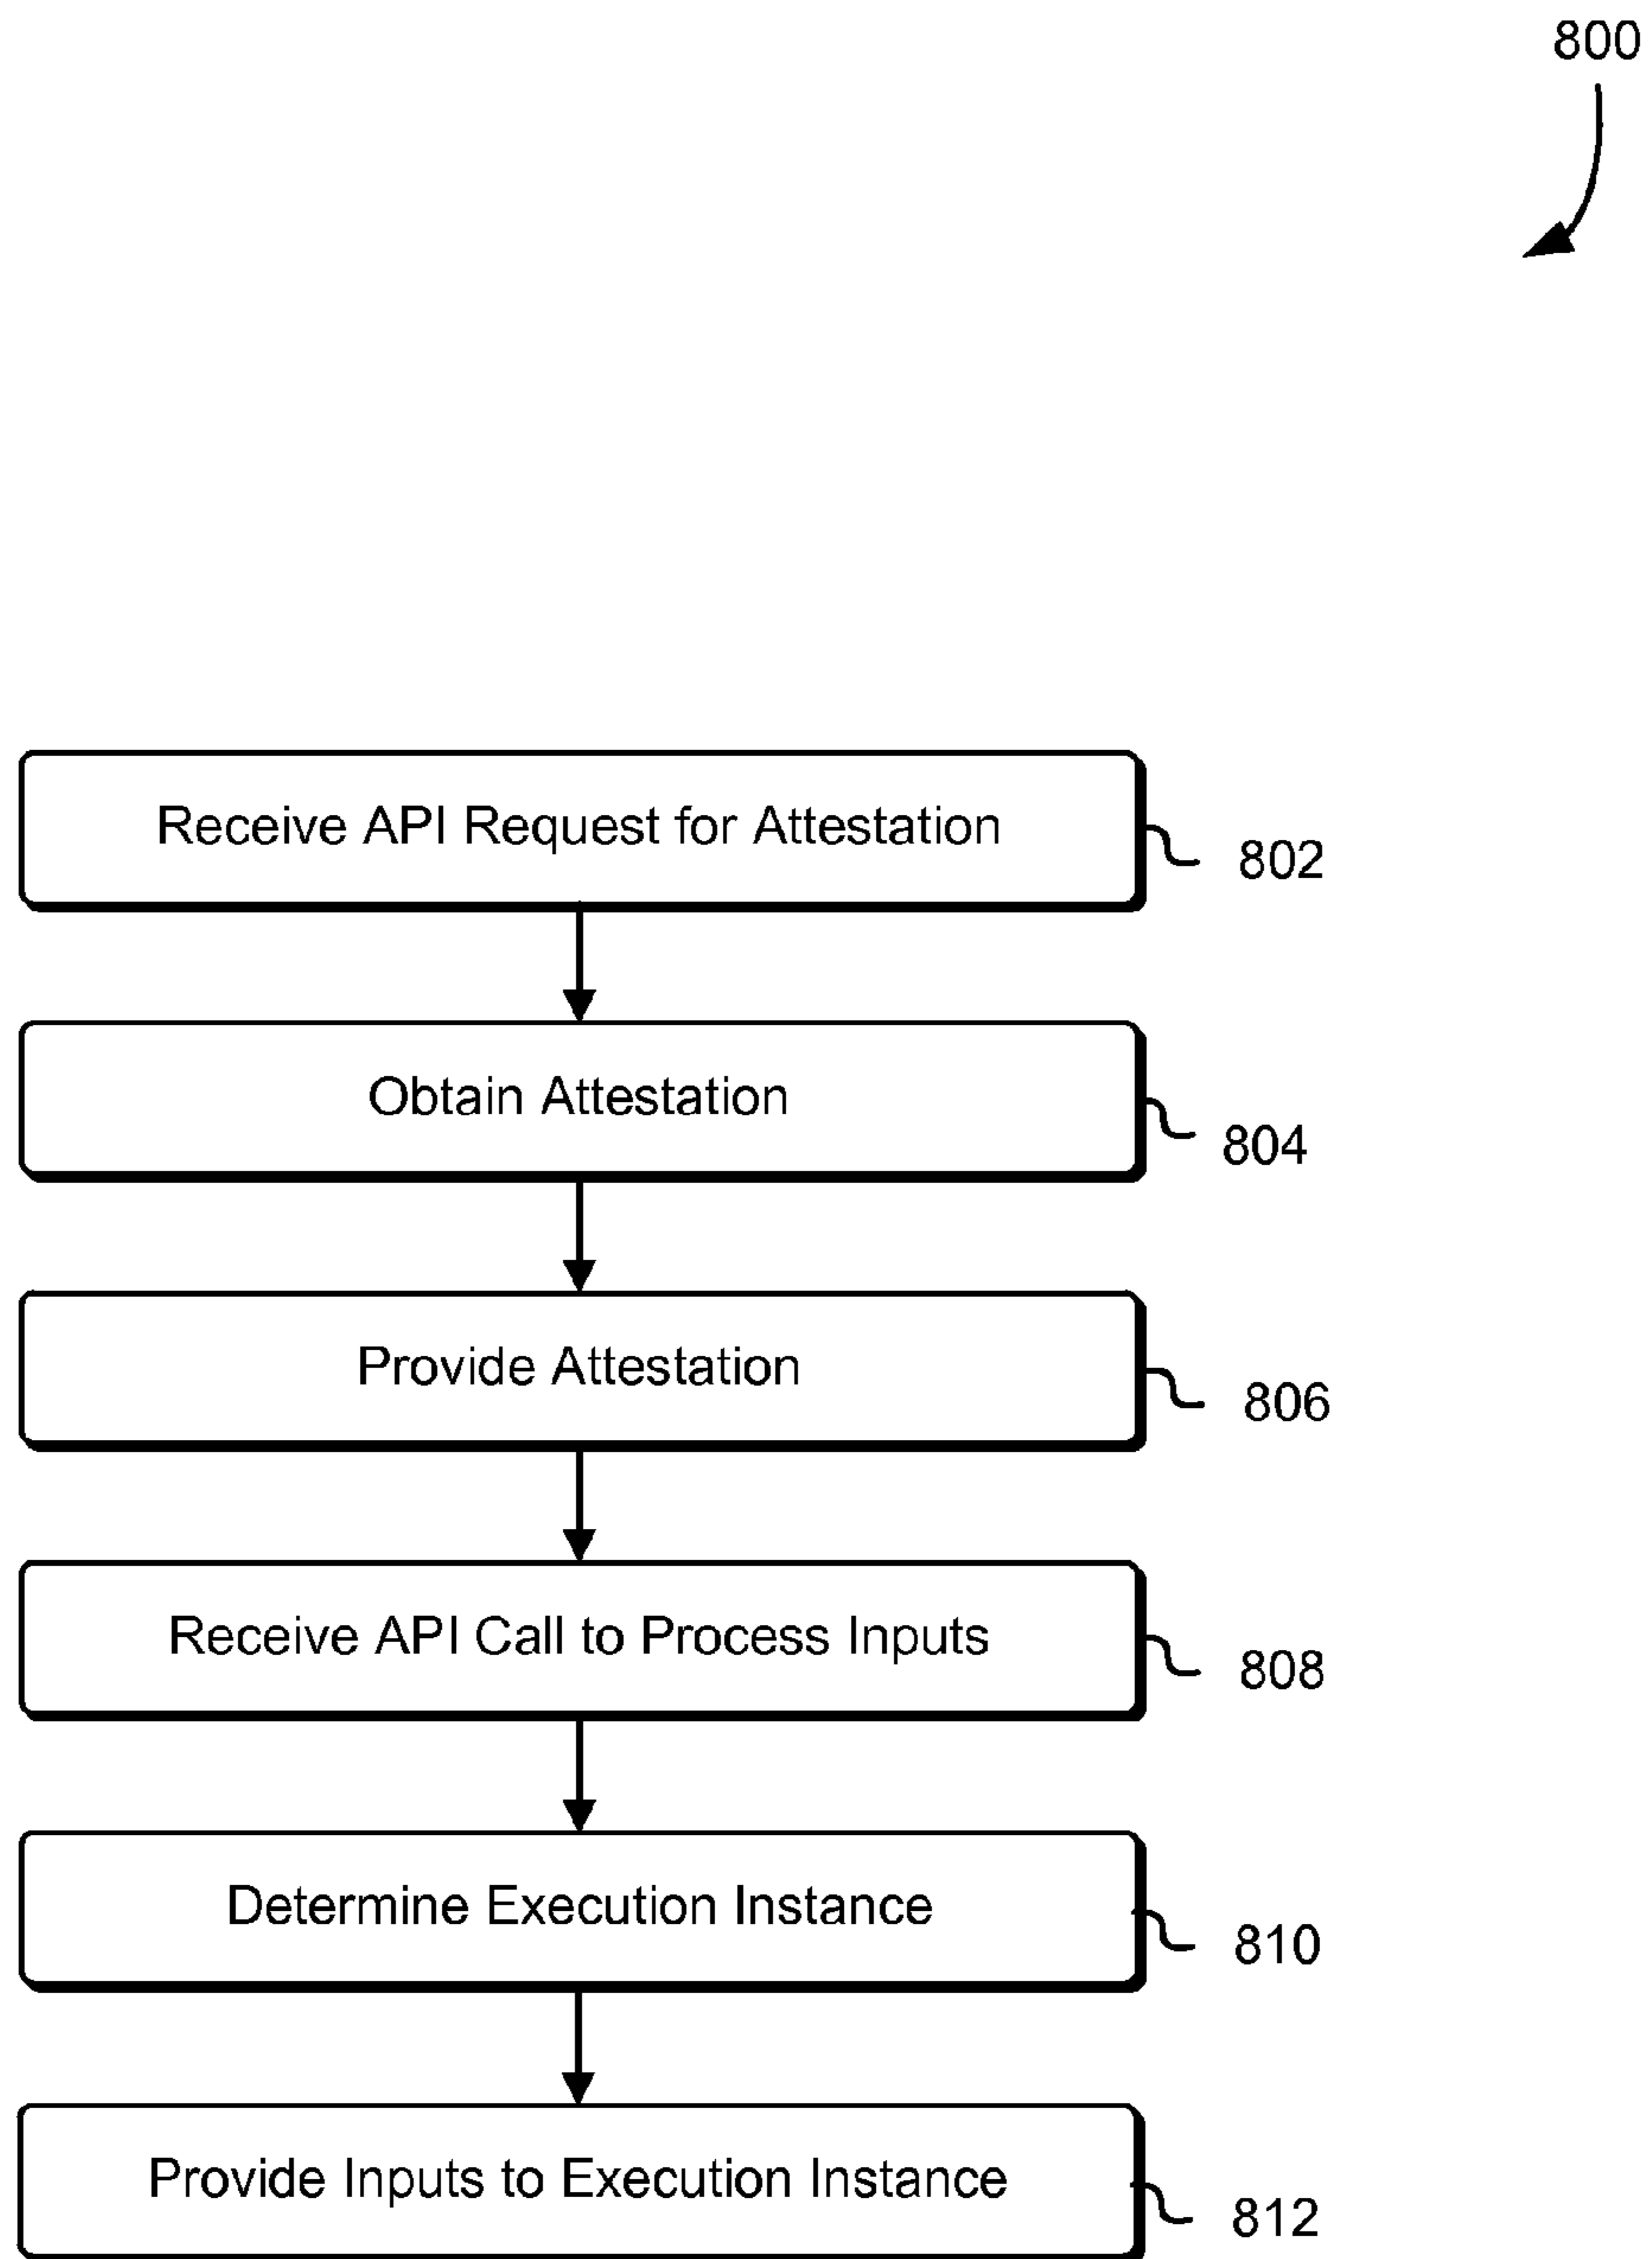 800
Receive API Request for Attestation
802
Obtain Attestation
804
Provide Attestation
806
Receive API Call to Process Inputs
808
Determine Execution Instance
810
Provide Inputs to Execution Instance
812